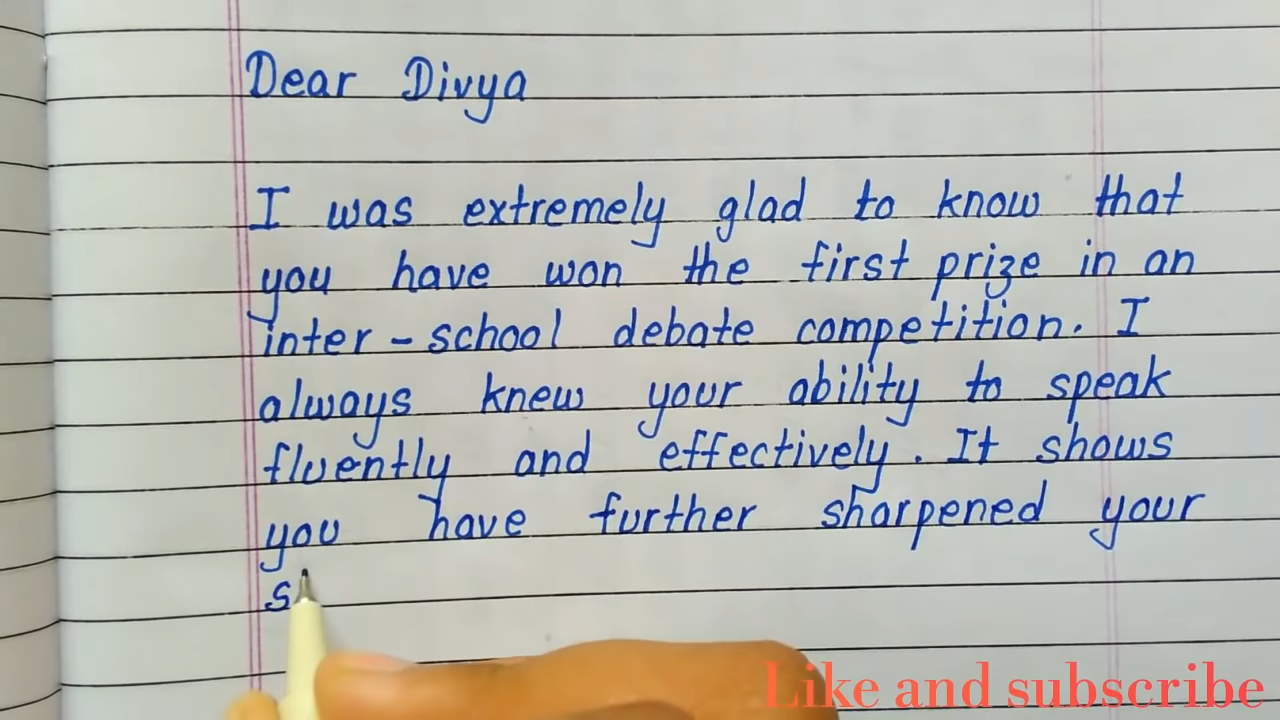 Dear Divya
I was extremely glad to know that
you have won the first prize in an
inter-school debate competition. I
always knew your ability to speak
fluently and effectively. It shows
you have further sharpened your
s
Like and subscribe